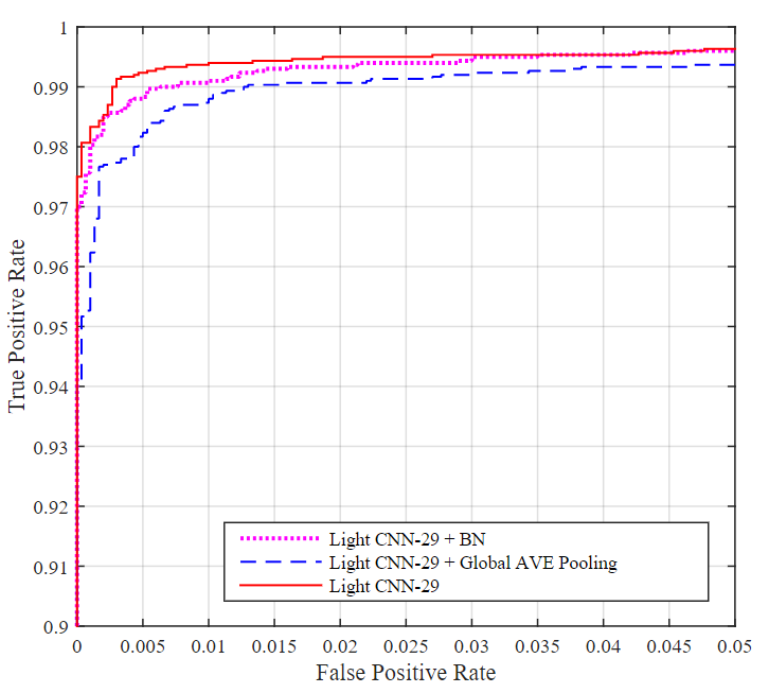 1
0.99
0.98
0.97
0.96
0.95
0.94
0.93
0.92
0.91
0.9
True Positive Rate
Light CNN-29 + BN
Light CNN-29 + Global AVE Pooling
Light CNN-29
0 0.005 0.01 0.015 0.02 0.025 0.03 0.035 0.04 0.045 0.05
False Positive Rate